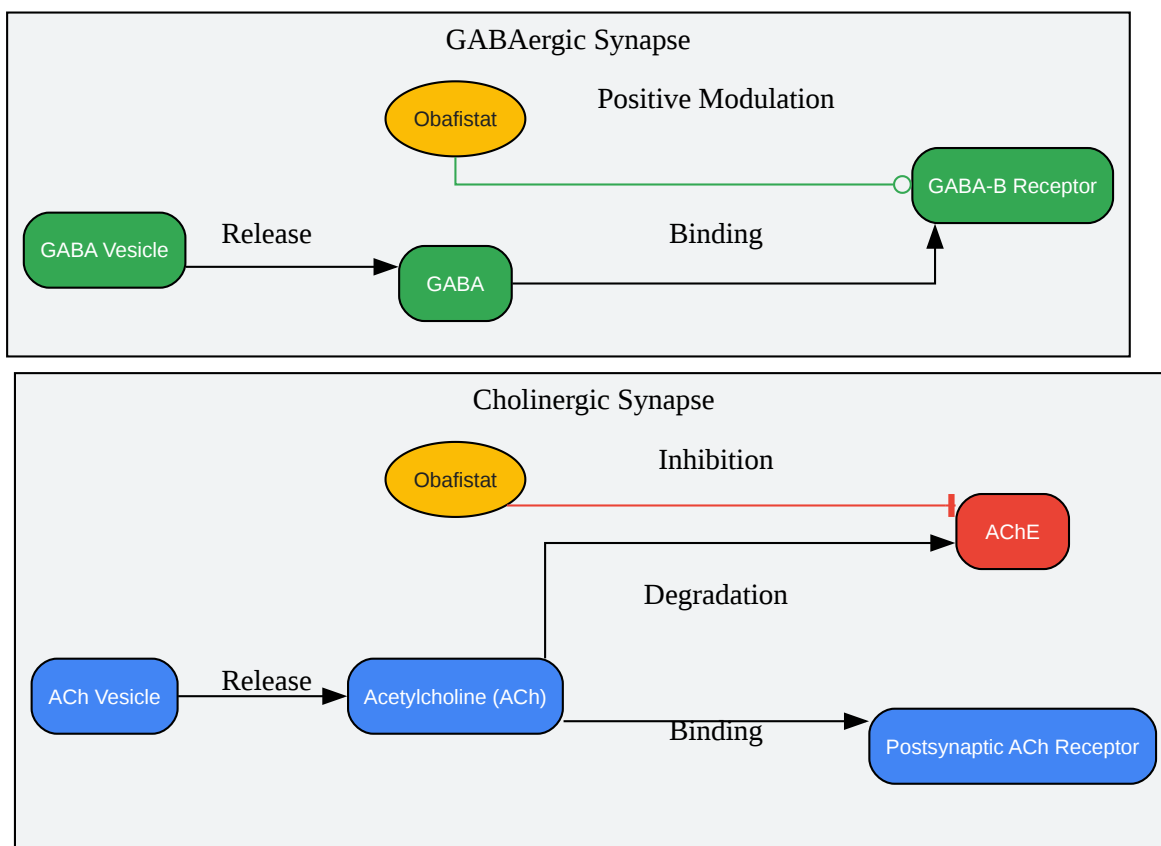 GABAergic Synapse
Obafistat
Positive Modulation
GABA-B Receptor
GABA Vesicle
Release
GABA
Binding
Cholinergic Synapse
Obafistat
Inhibition
AChE
Degradation
ACh Vesicle
Release
Acetylcholine (ACh)
Binding
Postsynaptic ACh Receptor